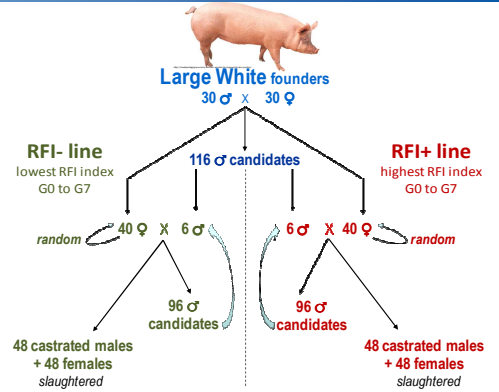 Large White founders
30 ♂ X 30 ♀
116 ♂ candidates
RFI- line
lowest RFI index
G0 to G7
RFI+ line
highest RFI index
G0 to G7
random
40 ♀ X 6 ♂
6 ♂ X 40 ♀
random
96 ♂
candidates
96 ♂
candidates
48 castrated males
+ 48 females
slaughtered
48 castrated males
+ 48 females
slaughtered